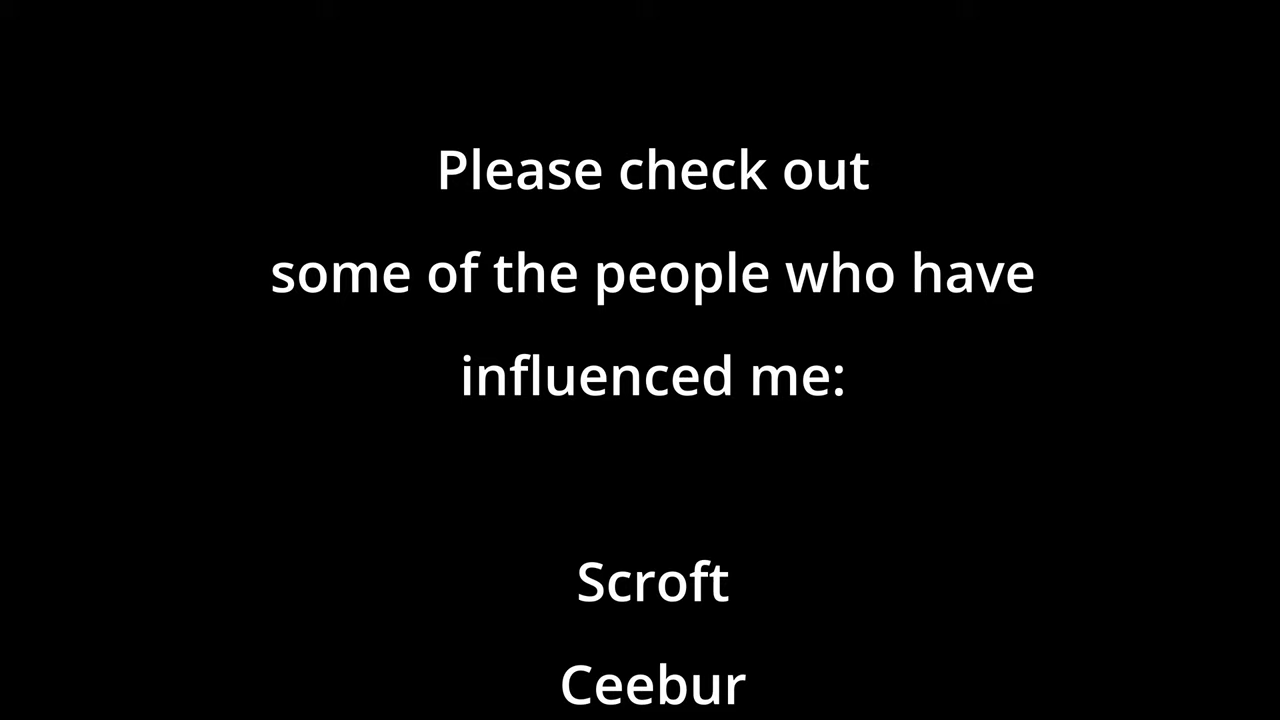 Please check out
some of the people who have
influenced me:
Scroft
Ceebur